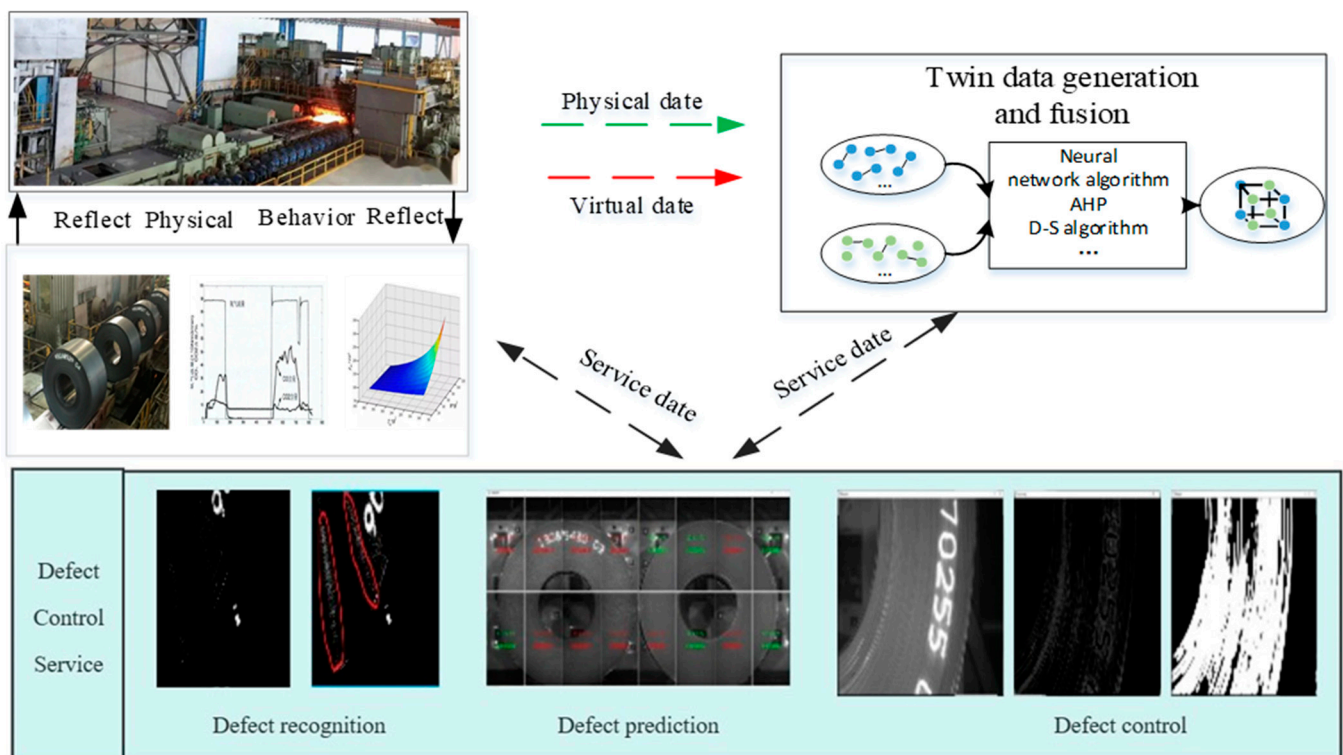 Physical date
Virtual date
Twin data generation
and fusion
Neural
network algorithm
AHP
D-S algorithm
...
...
...
Reflect Physical
Behavior Reflect
Service date
Service date
Defect
Control
Service
70255
Defect recognition
Defect prediction
Defect control